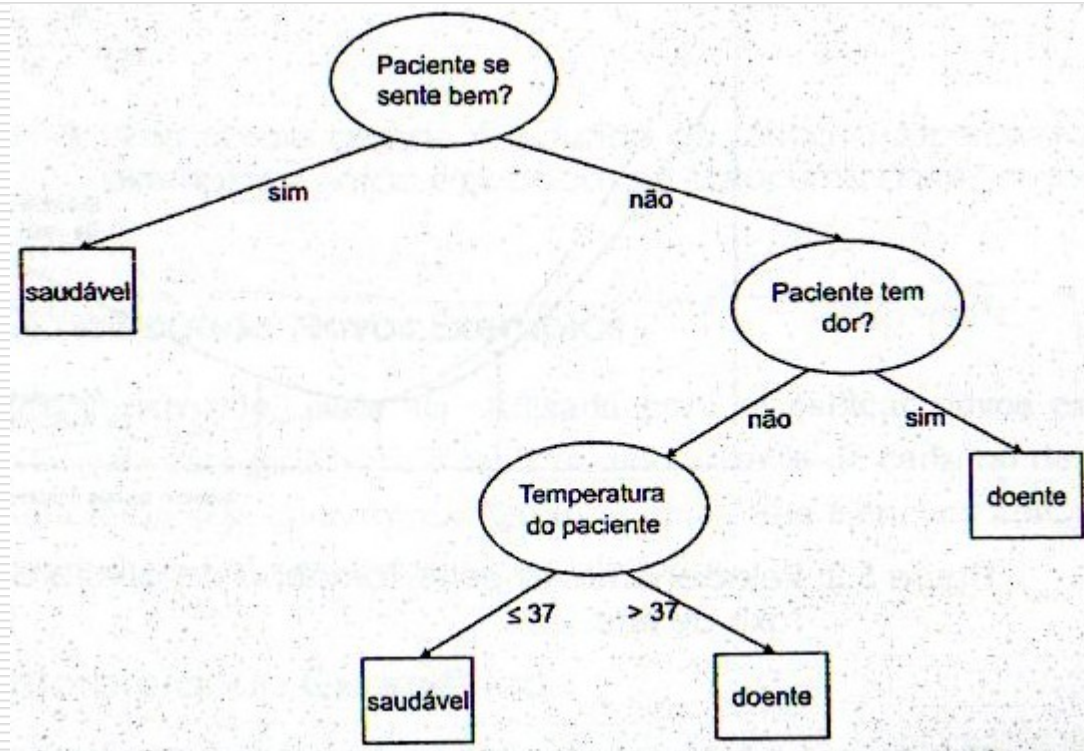 Paciente se
sente bem?
sim
não
saudável
Paciente tem
dor?
não
sim
Temperatura
do paciente
doente
≤ 37
> 37
saudável
doente